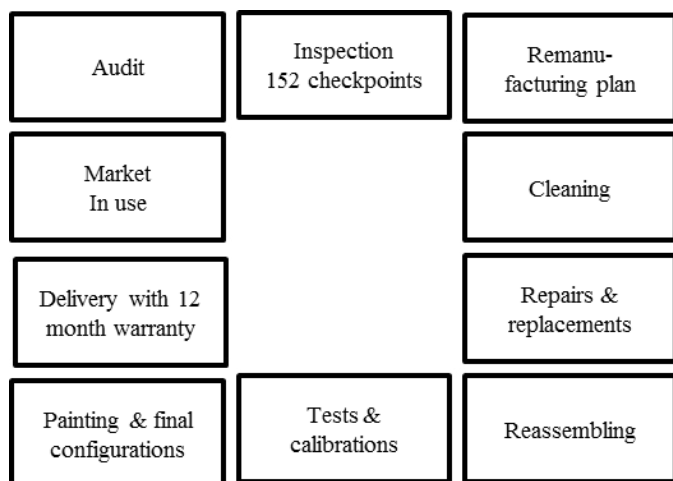 Audit
Inspection
152 checkpoints
Remanu-
facturing plan
Market
In use
Cleaning
Delivery with 12
month warranty
Repairs &
replacements
Painting & final
configurations
Tests &
calibrations
Reassembling